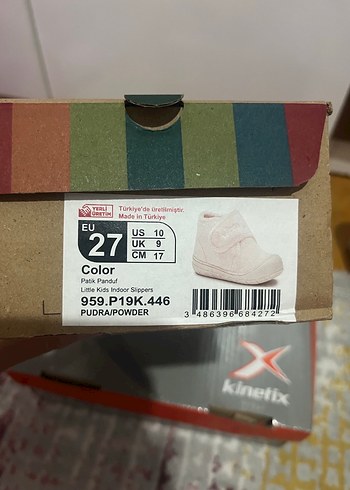 YERLİ
ÜRETİM
Türkiye'de üretilmiştir.
Made in Türkiye
EU
27
US 10
UK 9
CM 17
Color
Patik Panduf
Little Kids Indoor Slippers
959.P19K.446
PUDRA/POWDER
3 486396 684272
kinetix